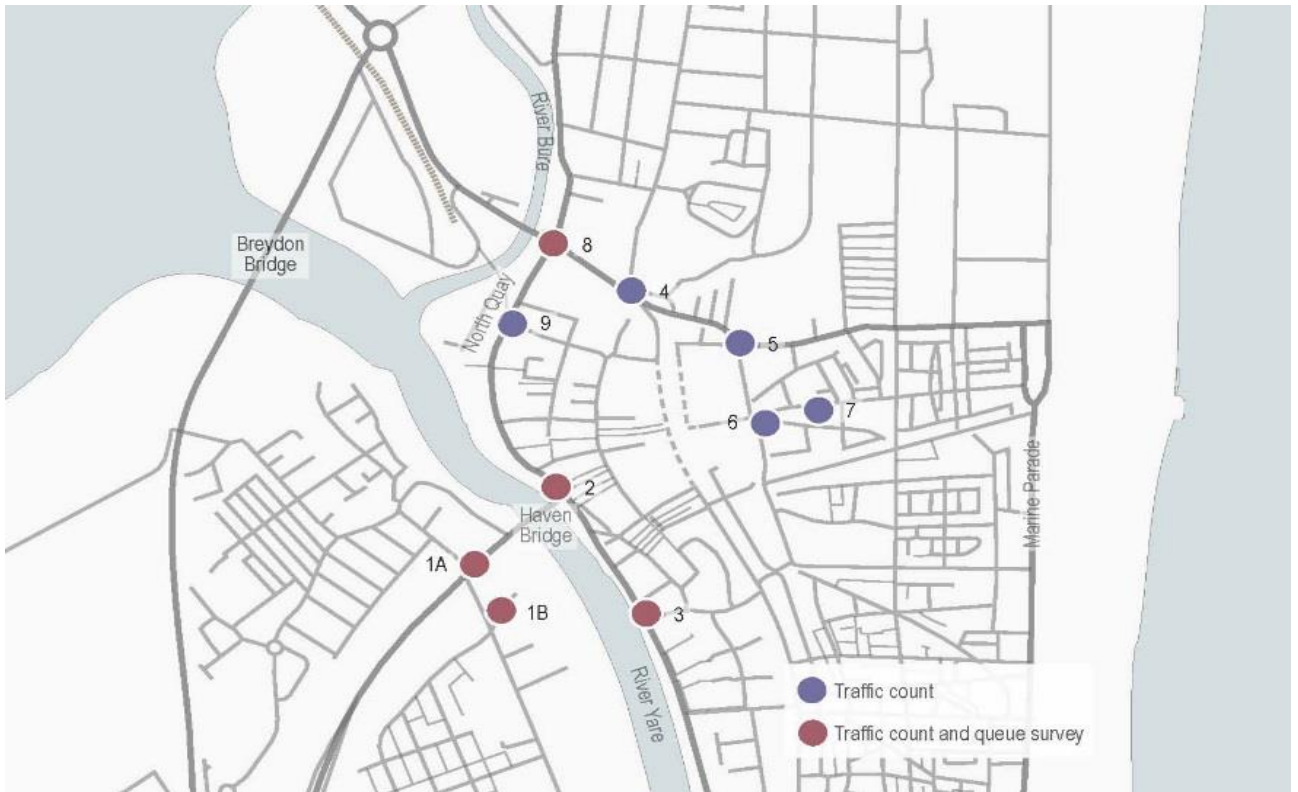 River Bure
Breydon
Bridge
8
North Quay
4
9
5
6
7
2
Haven
Bridge
Marine Parade
1A
1B
3
River Yare
Traffic count
Traffic count and queue survey